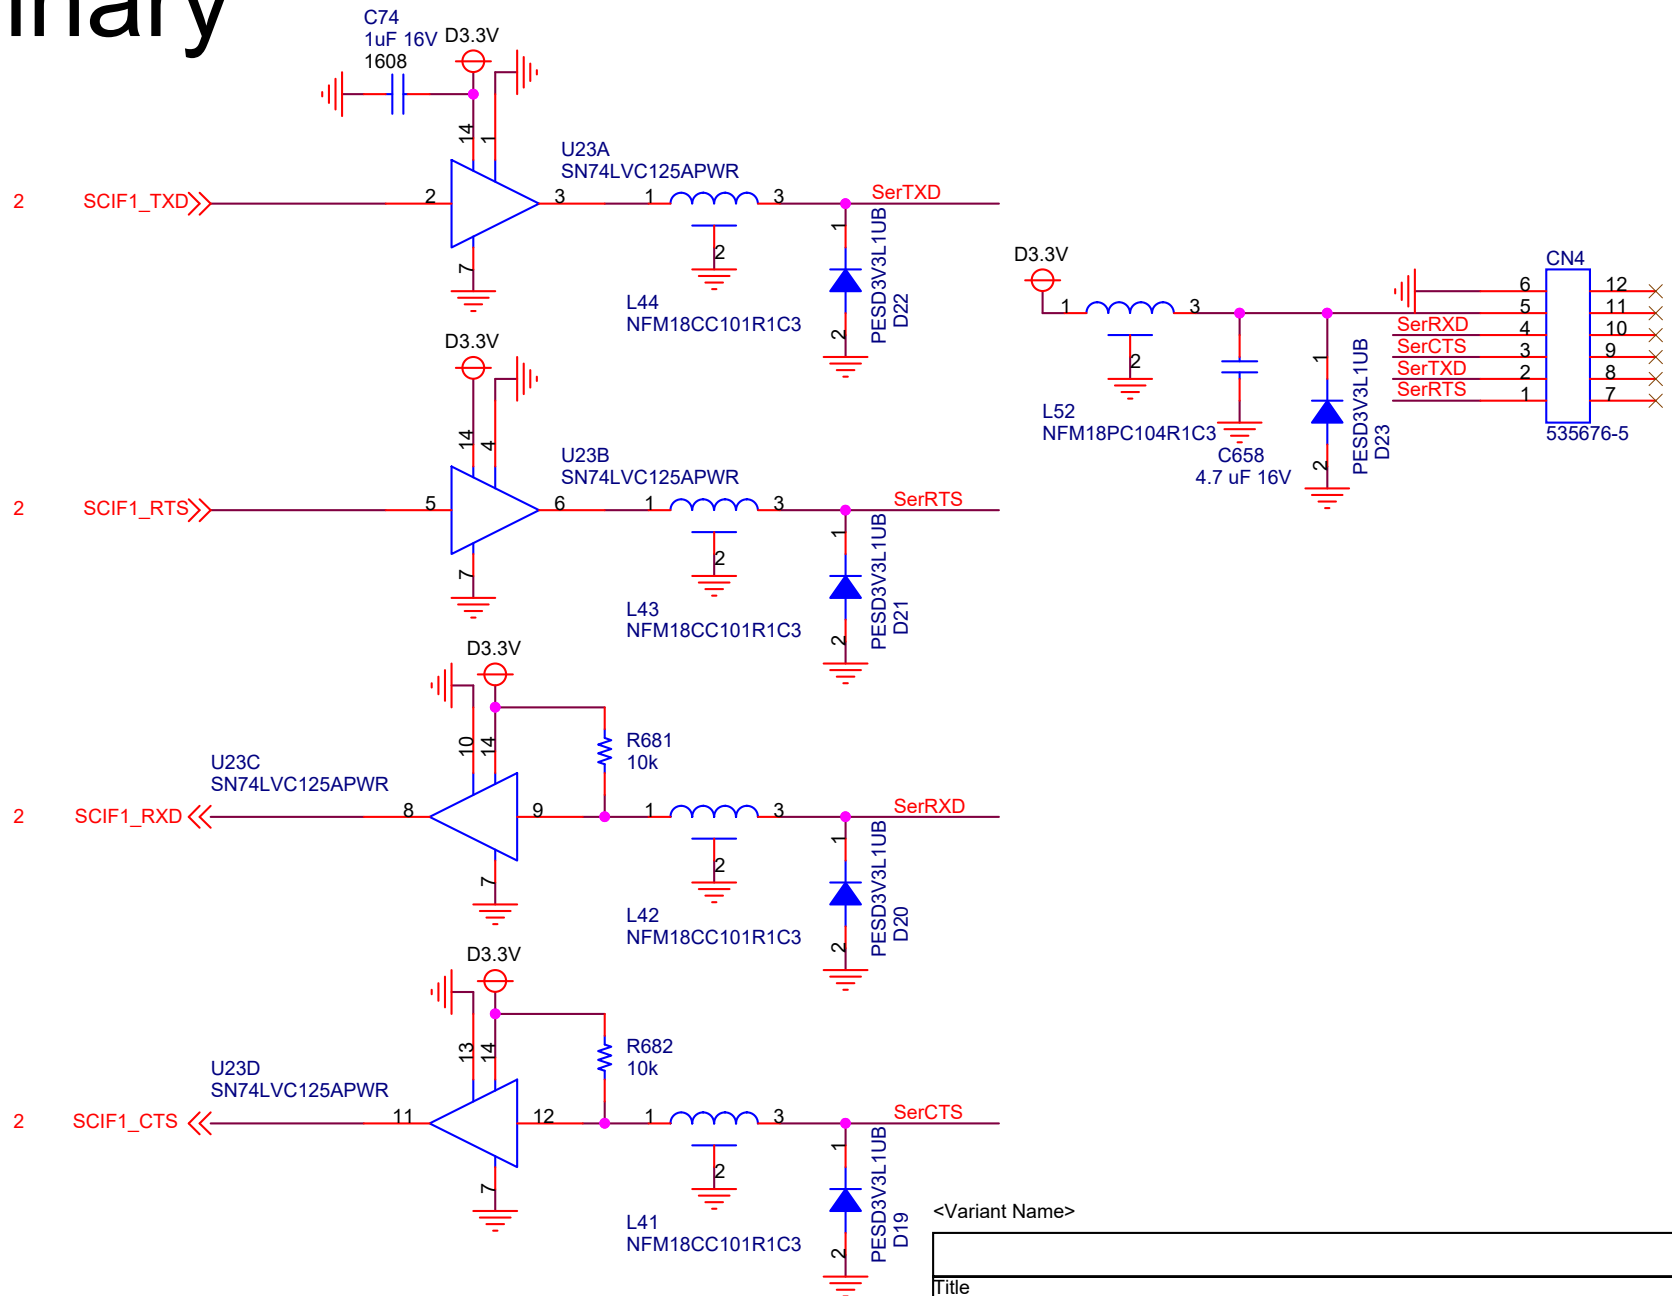 inary
C74
1uF 16V
1608
D3.3V
14
1
2
SCIF1_TXD
2
3
7
U23A
SN74LVC125APWR
1
3
2
L44
NFM18CC101R1C3
SerTXD
1
PESD3V3L1UB
D22
2
D3.3V
14
4
2
SCIF1_RTS
5
6
7
U23B
SN74LVC125APWR
1
3
2
L43
NFM18CC101R1C3
SerRTS
1
PESD3V3L1UB
D21
2
D3.3V
10
14
R681
10k
U23C
SN74LVC125APWR
2
SCIF1_RXD
8
9
7
1
3
2
L42
NFM18CC101R1C3
SerRXD
1
PESD3V3L1UB
D20
2
D3.3V
13
14
R682
10k
U23D
SN74LVC125APWR
2
SCIF1_CTS
11
12
7
1
3
2
L41
NFM18CC101R1C3
SerCTS
1
PESD3V3L1UB
D19
2
D3.3V
1
3
2
L52
NFM18PC104R1C3
C658
4.7 uF 16V
1
PESD3V3L1UB
D23
2
CN4
6 12
5 11
SerRXD 4 10
SerCTS 3 9
SerTXD 2 8
SerRTS 1 7
535676-5
<Variant Name>
Title